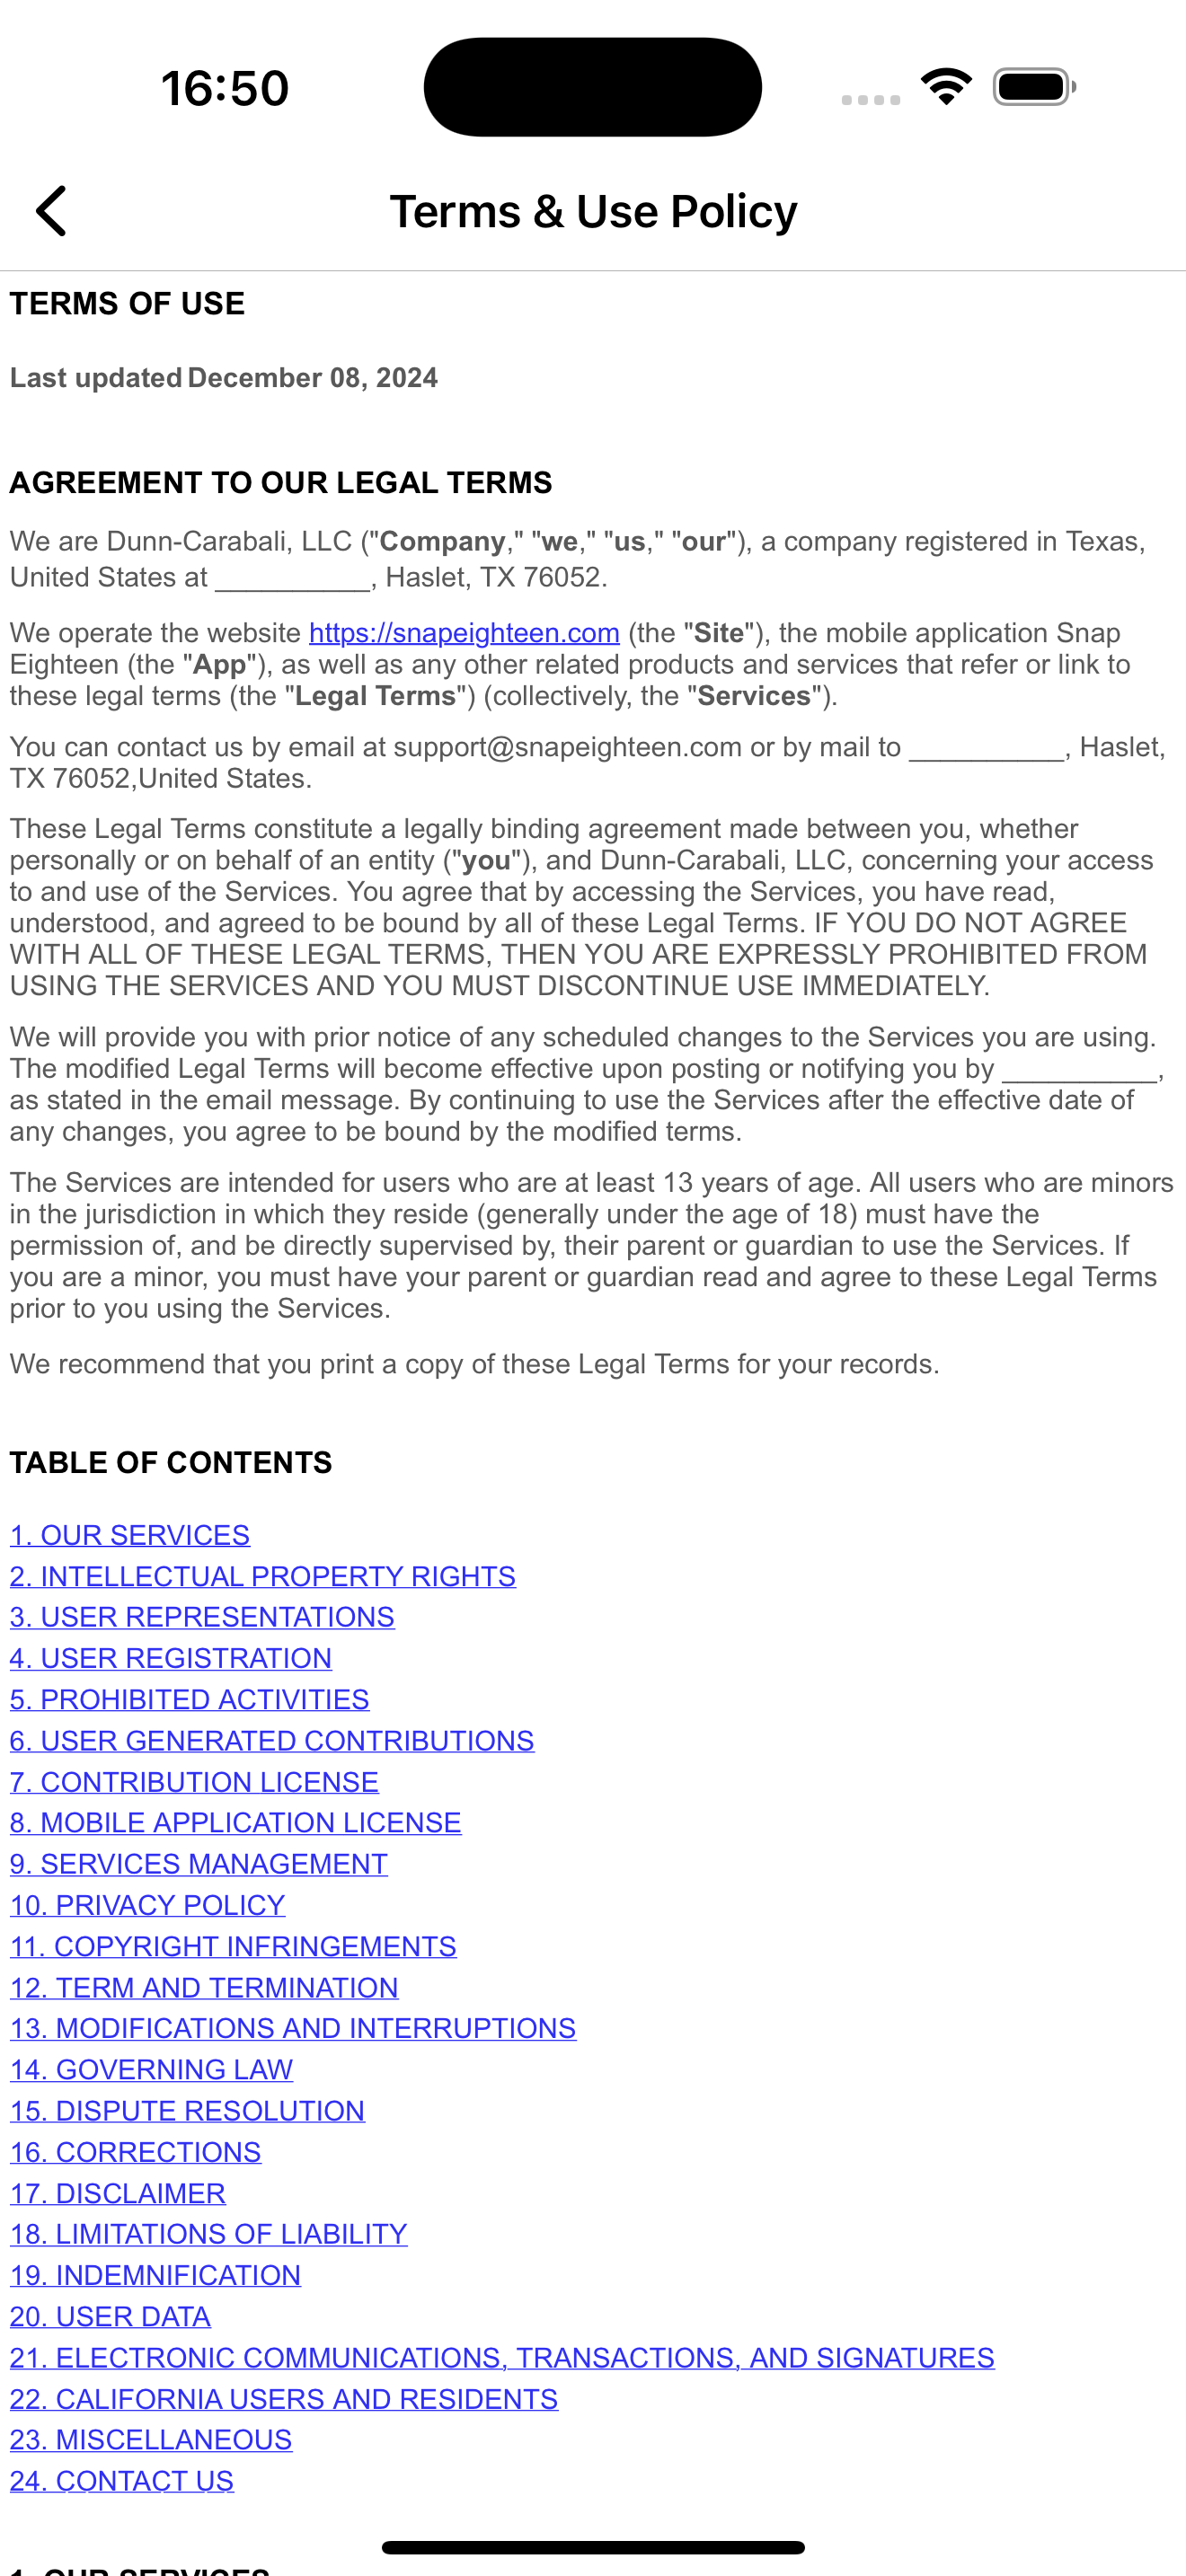 16:50
Terms & Use Policy
TERMS OF USE
Last updated December 08, 2024
AGREEMENT TO OUR LEGAL TERMS
We are Dunn-Carabali, LLC ("Company," "we," "us," "our"), a company registered in Texas,
United States at __________, Haslet, TX 76052.
We operate the website https://snapeighteen.com (the "Site"), the mobile application Snap
Eighteen (the "App"), as well as any other related products and services that refer or link to
these legal terms (the "Legal Terms") (collectively, the "Services").
You can contact us by email at support@snapeighteen.com or by mail to __________, Haslet,
TX 76052,United States.
These Legal Terms constitute a legally binding agreement made between you, whether
personally or on behalf of an entity ("you"), and Dunn-Carabali, LLC, concerning your access
to and use of the Services. You agree that by accessing the Services, you have read,
understood, and agreed to be bound by all of these Legal Terms. IF YOU DO NOT AGREE
WITH ALL OF THESE LEGAL TERMS, THEN YOU ARE EXPRESSLY PROHIBITED FROM
USING THE SERVICES AND YOU MUST DISCONTINUE USE IMMEDIATELY.
We will provide you with prior notice of any scheduled changes to the Services you are using.
The modified Legal Terms will become effective upon posting or notifying you by __________,
as stated in the email message. By continuing to use the Services after the effective date of
any changes, you agree to be bound by the modified terms.
The Services are intended for users who are at least 13 years of age. All users who are minors
in the jurisdiction in which they reside (generally under the age of 18) must have the
permission of, and be directly supervised by, their parent or guardian to use the Services. If
you are a minor, you must have your parent or guardian read and agree to these Legal Terms
prior to you using the Services.
We recommend that you print a copy of these Legal Terms for your records.
TABLE OF CONTENTS
1. OUR SERVICES
2. INTELLECTUAL PROPERTY RIGHTS
3. USER REPRESENTATIONS
4. USER REGISTRATION
5. PROHIBITED ACTIVITIES
6. USER GENERATED CONTRIBUTIONS
7. CONTRIBUTION LICENSE
8. MOBILE APPLICATION LICENSE
9. SERVICES MANAGEMENT
10. PRIVACY POLICY
11. COPYRIGHT INFRINGEMENTS
12. TERM AND TERMINATION
13. MODIFICATIONS AND INTERRUPTIONS
14. GOVERNING LAW
15. DISPUTE RESOLUTION
16. CORRECTIONS
17. DISCLAIMER
18. LIMITATIONS OF LIABILITY
19. INDEMNIFICATION
20. USER DATA
21. ELECTRONIC COMMUNICATIONS, TRANSACTIONS, AND SIGNATURES
22. CALIFORNIA USERS AND RESIDENTS
23. MISCELLANEOUS
24. CONTACT US
1. OUR SERVICES